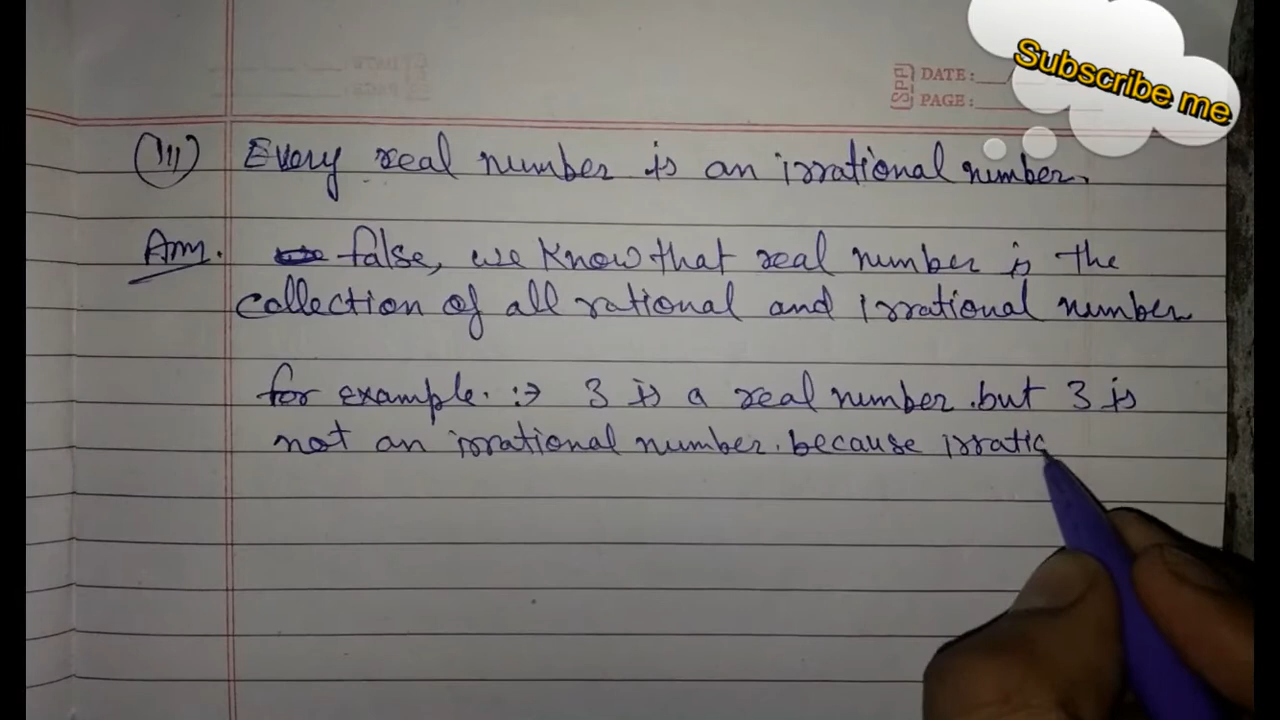 Subscribe me
DATE:
PAGE:
(iii) Every real number is an irrational number.
Ans. false, we know that real number is the
collection of all rational and irrational number
for example. :→ 3 is a real number. but 3 is
not an irrational number. because irratio